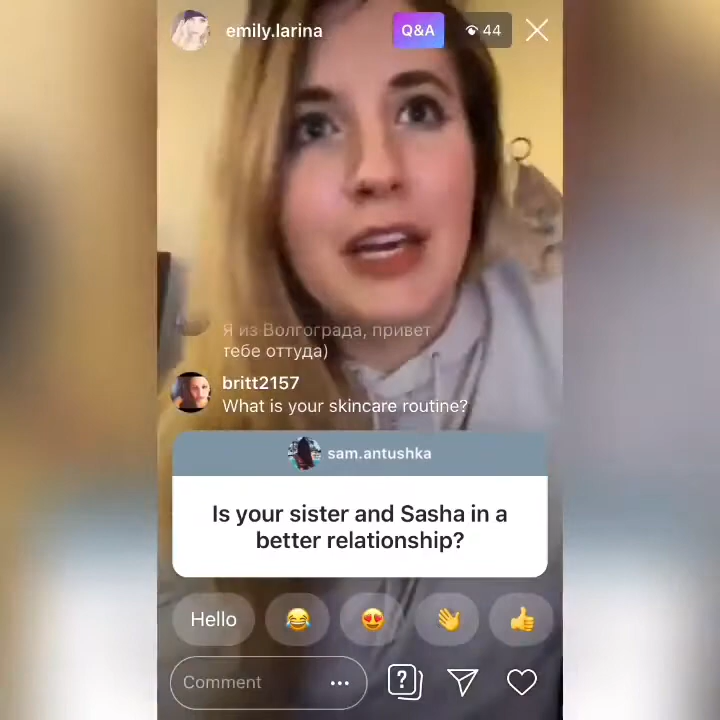 emily.larina
Q&A
44
Я из Волгограда, привет
тебе оттуда)
britt2157
What is your skincare routine?
sam.antushka
Is your sister and Sasha in a
better relationship?
Hello
Comment